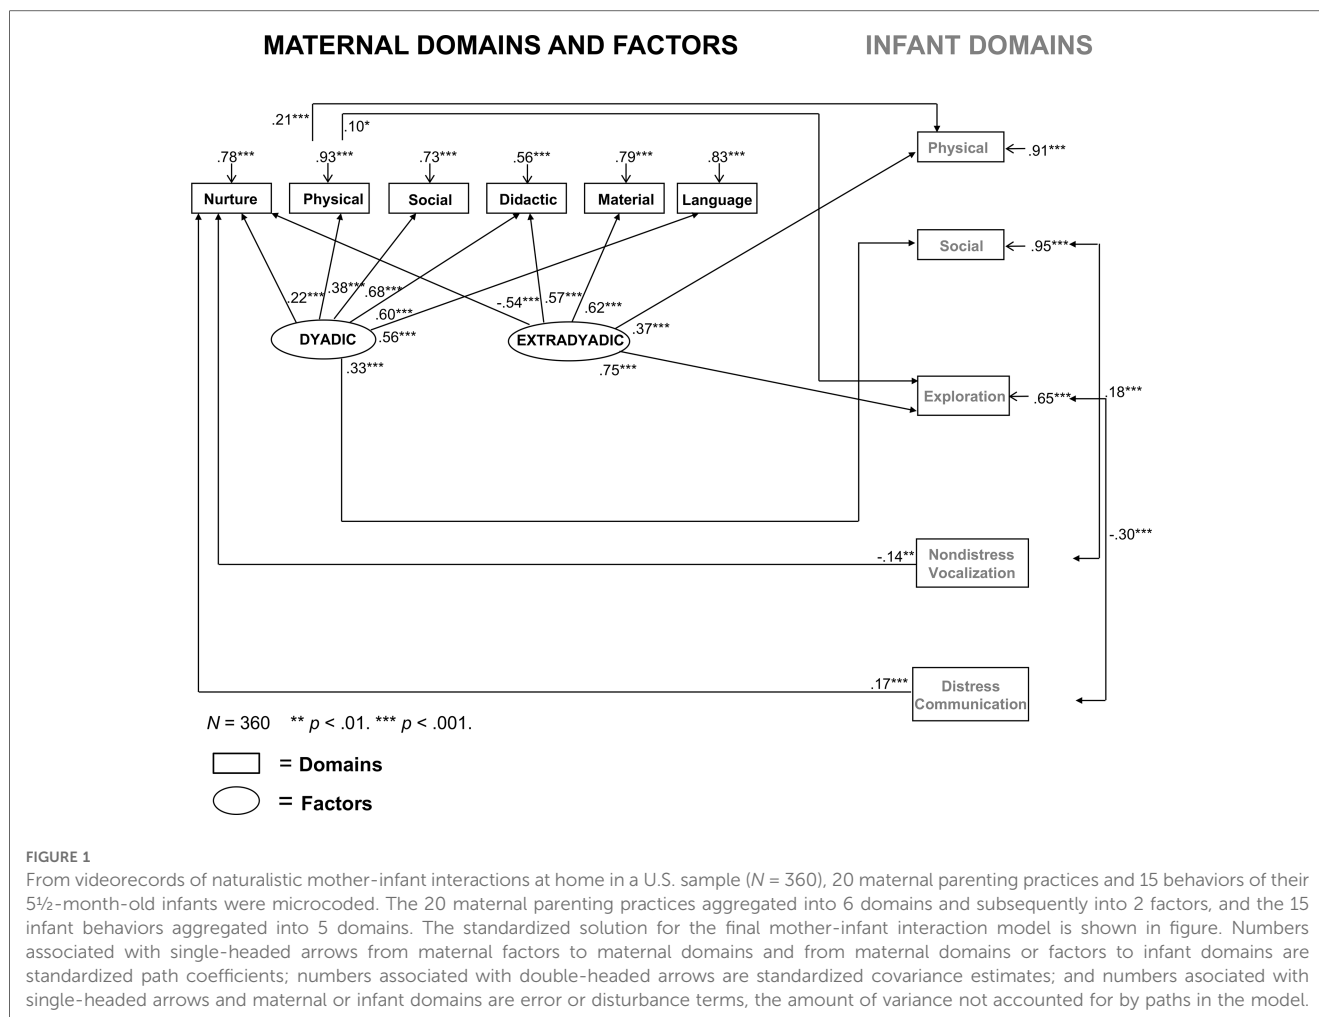 MATERNAL DOMAINS AND FACTORS
INFANT DOMAINS
.21***
.10*
.78***
.93***
.73***
.56***
.79***
.83***
Physical
.91***
Nurture
Physical
Social
Didactic
Material
Language
Social
.95***
.22***
.38***
.68***
.60***
.56***
-.54***
.57***
.62***
.37***
DYADIC
EXTRADYADIC
.33***
.75***
Exploration
.65***
.18***
-.30***
-.14**
Nondistress
Vocalization
.17***
Distress
Communication
N = 360 ** p < .01. *** p < .001.
= Domains
= Factors
FIGURE 1
From videorecords of naturalistic mother-infant interactions at home in a U.S. sample (N = 360), 20 maternal parenting practices and 15 behaviors of their
5½-month-old infants were microcoded. The 20 maternal parenting practices aggregated into 6 domains and subsequently into 2 factors, and the 15
infant behaviors aggregated into 5 domains. The standardized solution for the final mother-infant interaction model is shown in figure. Numbers
associated with single-headed arrows from maternal factors to maternal domains and from maternal domains or factors to infant domains are
standardized path coefficients; numbers associated with double-headed arrows are standardized covariance estimates; and numbers asociated with
single-headed arrows and maternal or infant domains are error or disturbance terms, the amount of variance not accounted for by paths in the model.